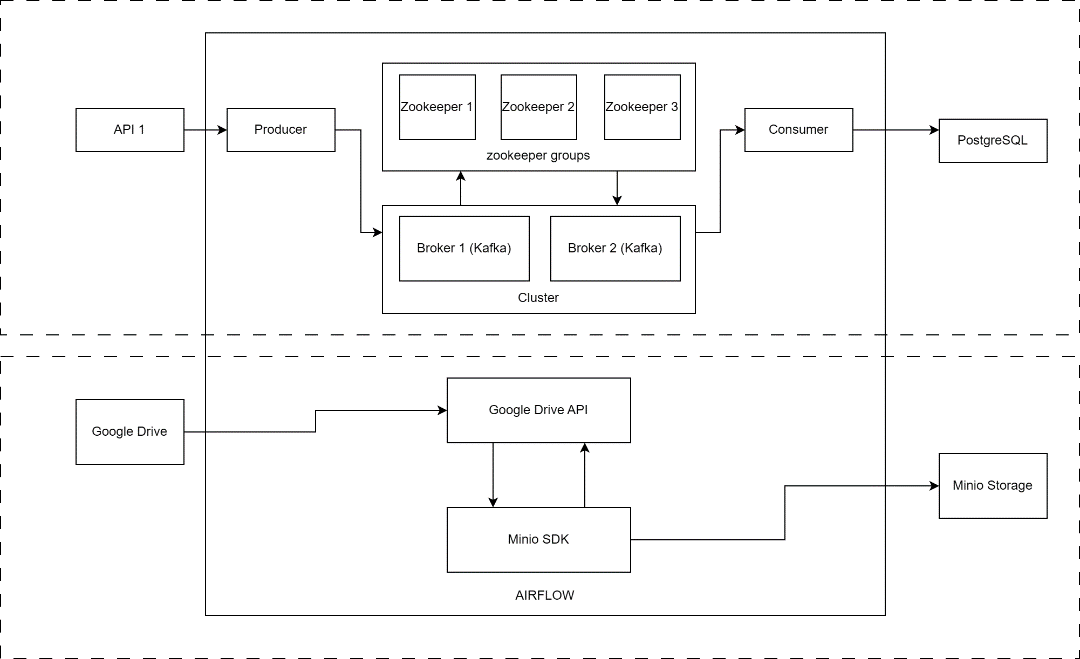 Zookeeper 1
Zookeeper 2
Zookeeper 3
API 1
Producer
Consumer
PostgreSQL
zookeeper groups
Broker 1 (Kafka)
Broker 2 (Kafka)
Cluster
Google Drive
Google Drive API
Minio Storage
Minio SDK
AIRFLOW